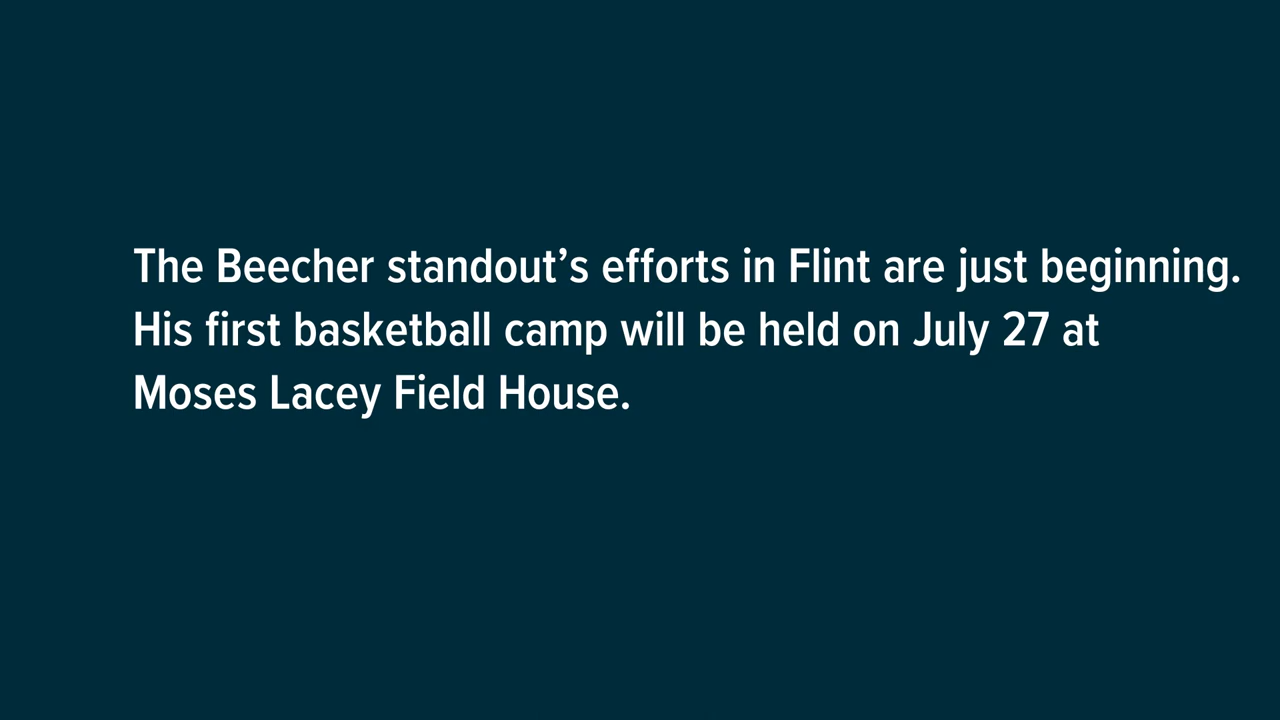 The Beecher standout’s efforts in Flint are just beginning.
His first basketball camp will be held on July 27 at
Moses Lacey Field House.